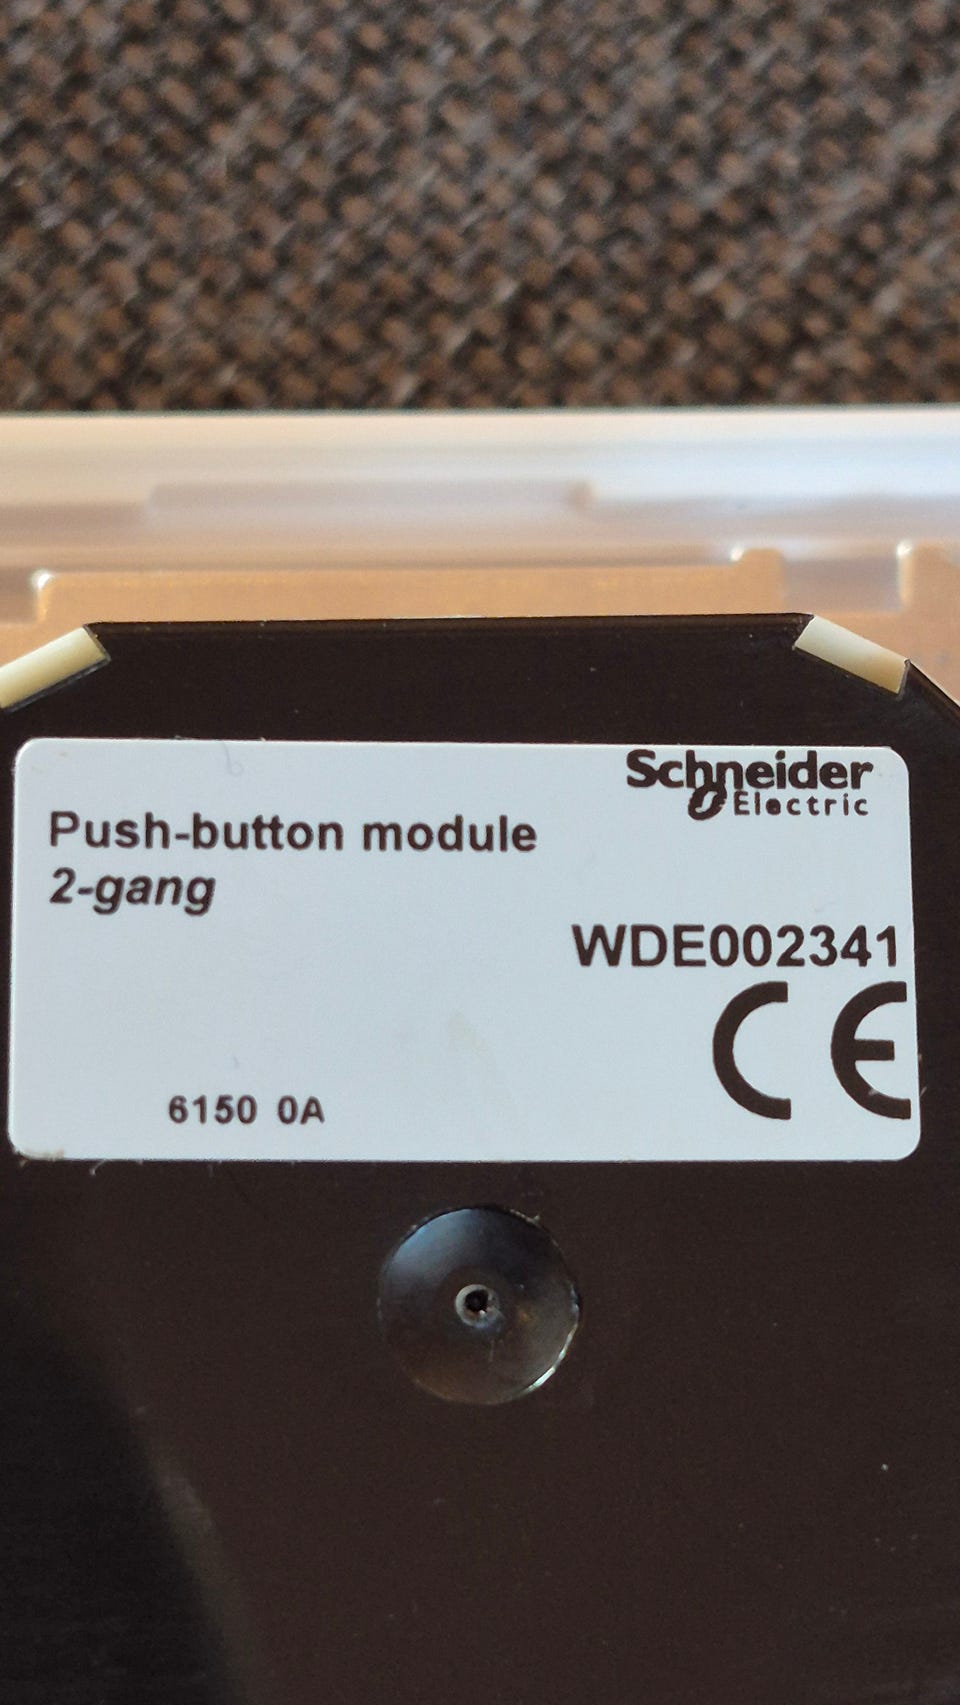 Schneider
Electric
Push-button module
2-gang
WDE002341
CE
6150 0A